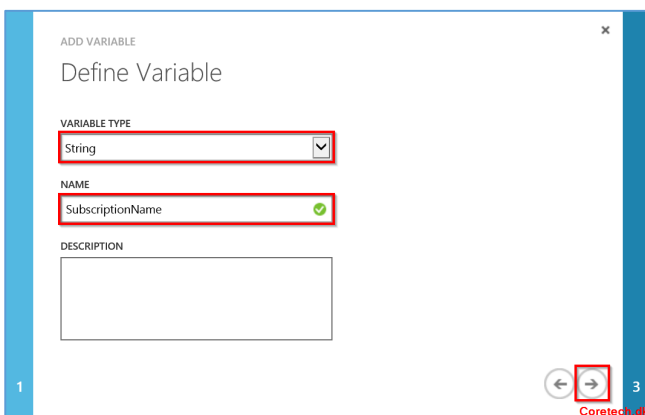 ADD VARIABLE
Define Variable
VARIABLE TYPE
String
NAME
SubscriptionName
DESCRIPTION
1
3